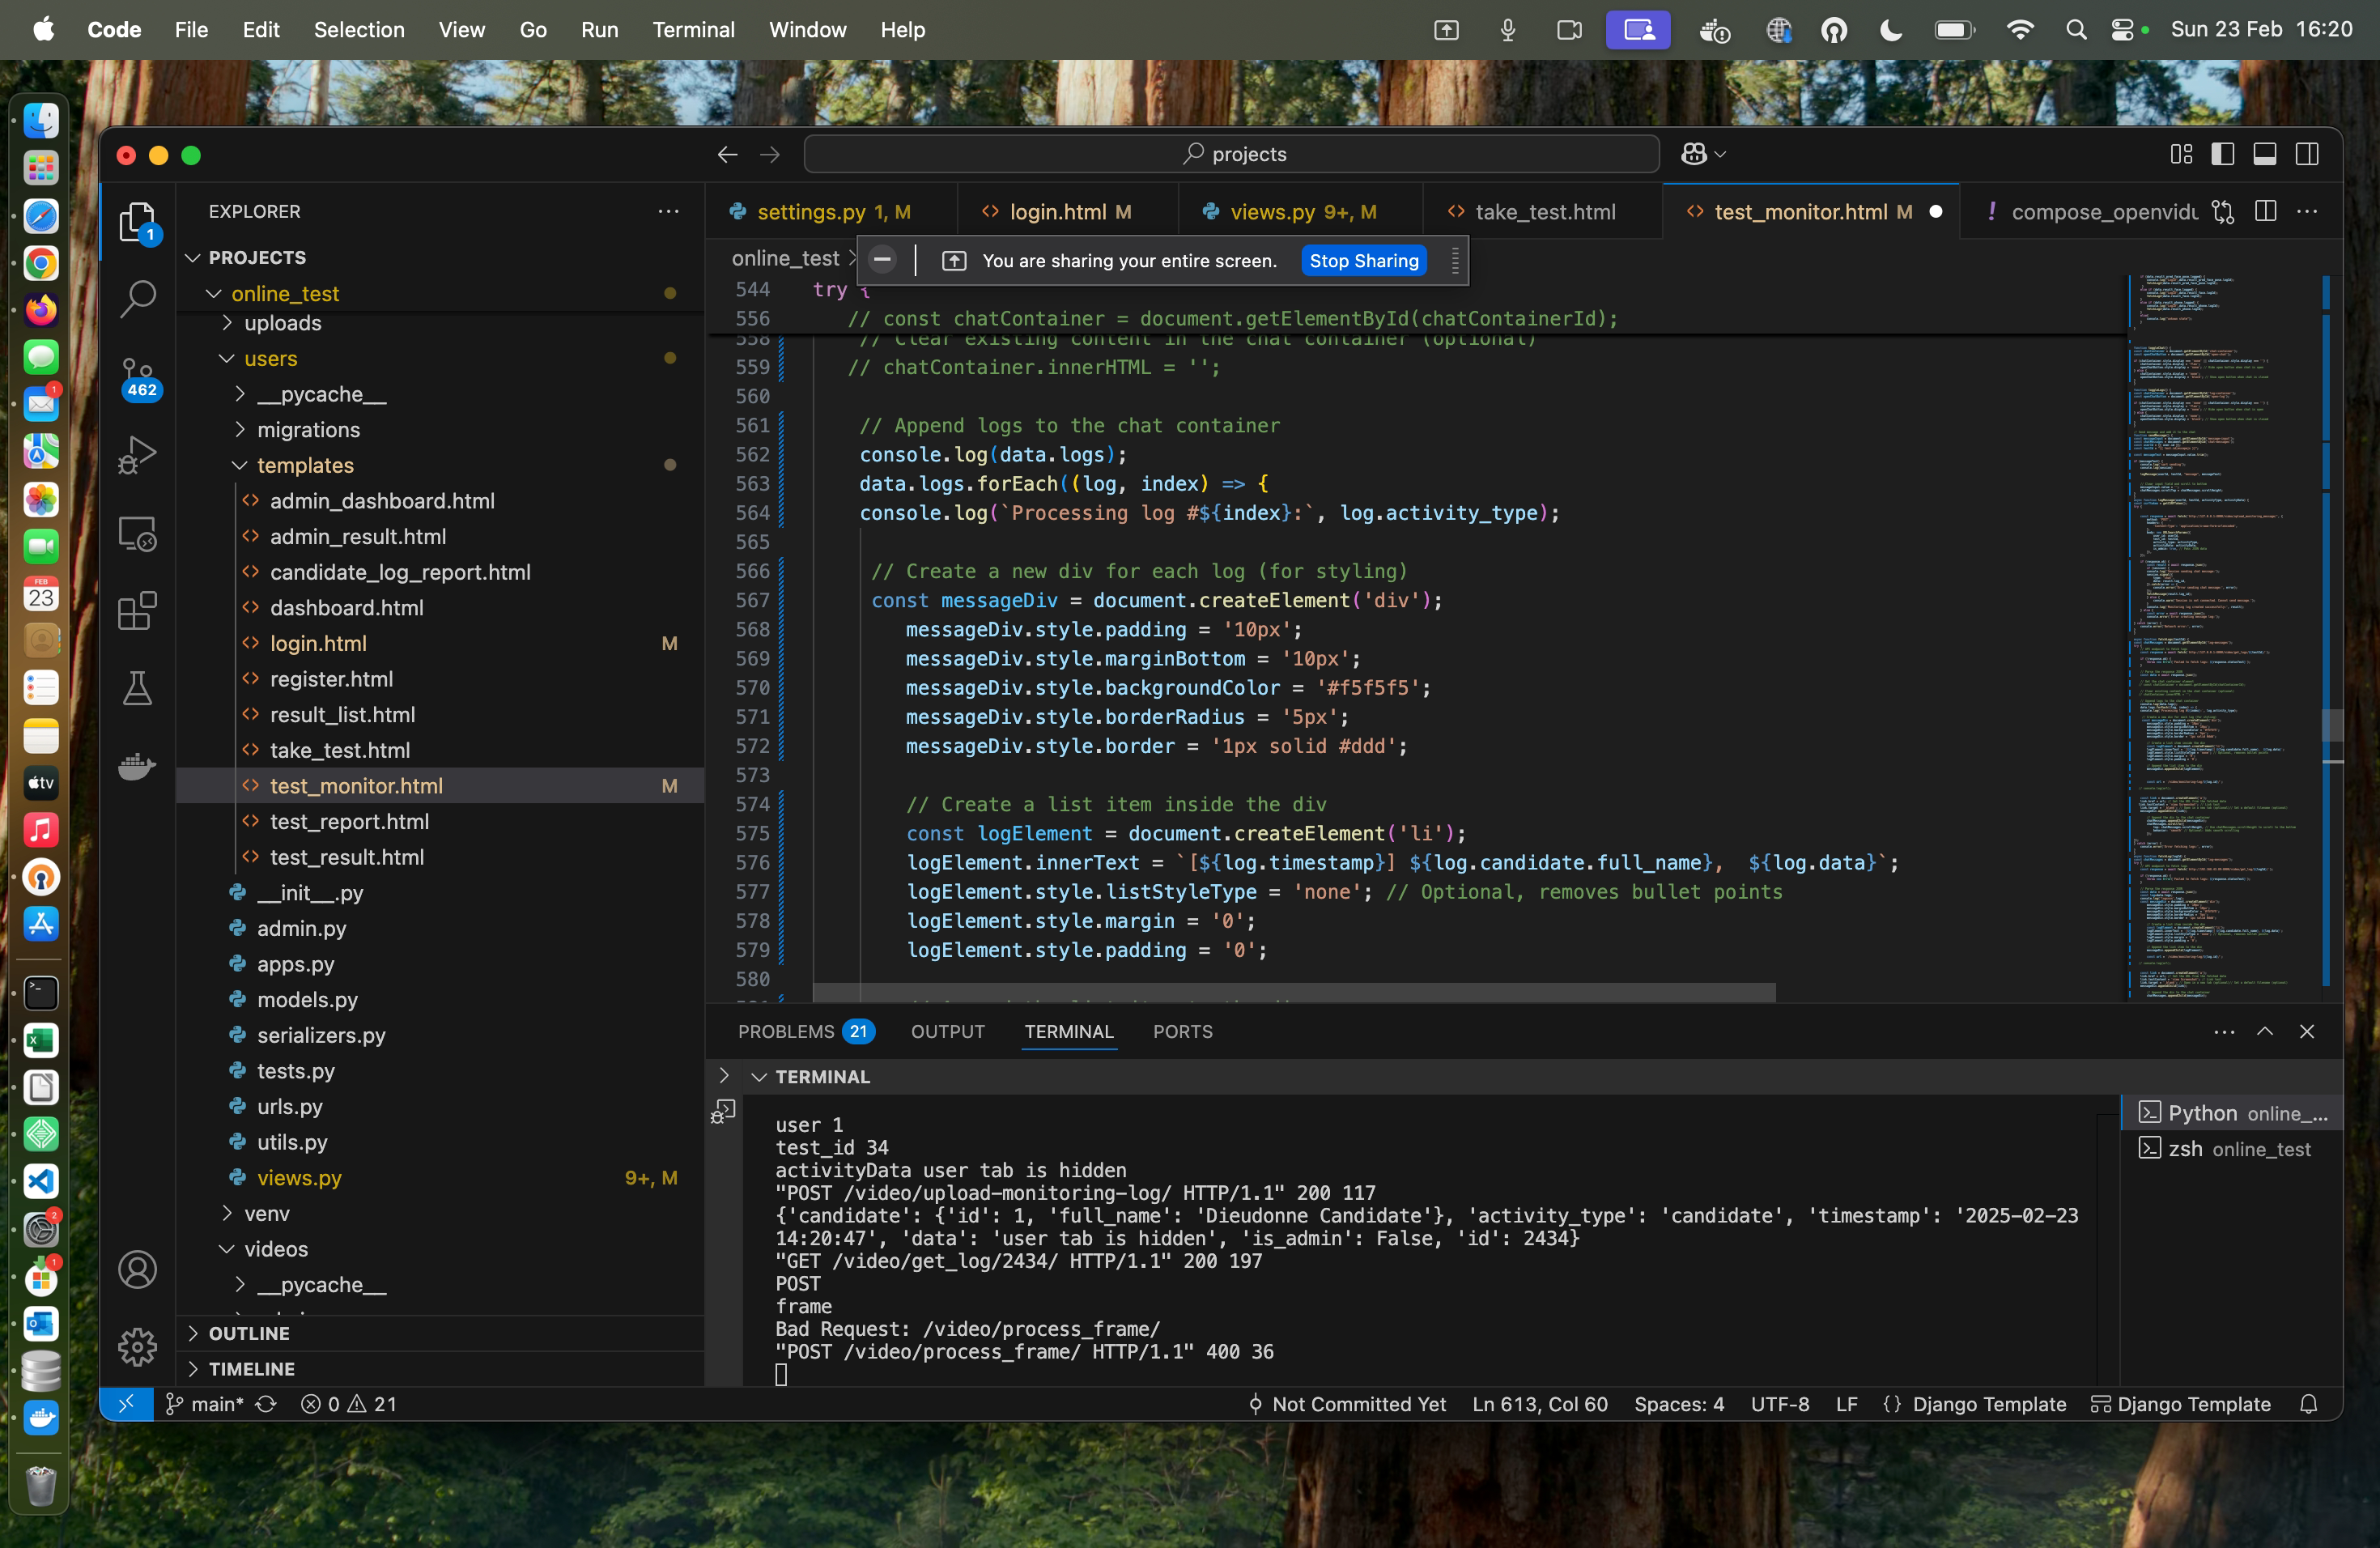 Code File Edit Selection View Go Run Terminal Window Help Sun 23 Feb 16:20
projects
EXPLORER
settings.py 1, M
login.html M
views.py 9+, M
take_test.html
test_monitor.html M
compose_openvidu
1
462
PROJECTS
online_test
uploads
users
__pycache__
migrations
templates
admin_dashboard.html
admin_result.html
candidate_log_report.html
dashboard.html
login.html M
register.html
result_list.html
take_test.html
test_monitor.html M
test_report.html
test_result.html
__init__.py
admin.py
apps.py
models.py
serializers.py
tests.py
urls.py
utils.py
views.py 9+, M
venv
videos
__pycache__
OUTLINE
TIMELINE
online_test
You are sharing your entire screen. Stop Sharing
544 try {
556 // const chatContainer = document.getElementById(chatContainerId);
558 // Clear existing content in the chat container (optional)
559 // chatContainer.innerHTML = '';
560
561 // Append logs to the chat container
562 console.log(data.logs);
563 data.logs.forEach((log, index) => {
564 console.log(`Processing log #${index}:`, log.activity_type);
565
566 // Create a new div for each log (for styling)
567 const messageDiv = document.createElement('div');
568 messageDiv.style.padding = '10px';
569 messageDiv.style.marginBottom = '10px';
570 messageDiv.style.backgroundColor = '#f5f5f5';
571 messageDiv.style.borderRadius = '5px';
572 messageDiv.style.border = '1px solid #ddd';
573
574 // Create a list item inside the div
575 const logElement = document.createElement('li');
576 logElement.innerText = `[${log.timestamp}] ${log.candidate.full_name},  ${log.data}`;
577 logElement.style.listStyleType = 'none'; // Optional, removes bullet points
578 logElement.style.margin = '0';
579 logElement.style.padding = '0';
580
PROBLEMS 21 OUTPUT TERMINAL PORTS
TERMINAL
user 1
test_id 34
activityData user tab is hidden
"POST /video/upload-monitoring-log/ HTTP/1.1" 200 117
{'candidate': {'id': 1, 'full_name': 'Dieudonne Candidate'}, 'activity_type': 'candidate', 'timestamp': '2025-02-23
14:20:47', 'data': 'user tab is hidden', 'is_admin': False, 'id': 2434}
"GET /video/get_log/2434/ HTTP/1.1" 200 197
POST
frame
Bad Request: /video/process_frame/
"POST /video/process_frame/ HTTP/1.1" 400 36
Python online_...
zsh online_test
main* 0 21 Not Committed Yet Ln 613, Col 60 Spaces: 4 UTF-8 LF {} Django Template Django Template
1
FEB
23
tv
2
1